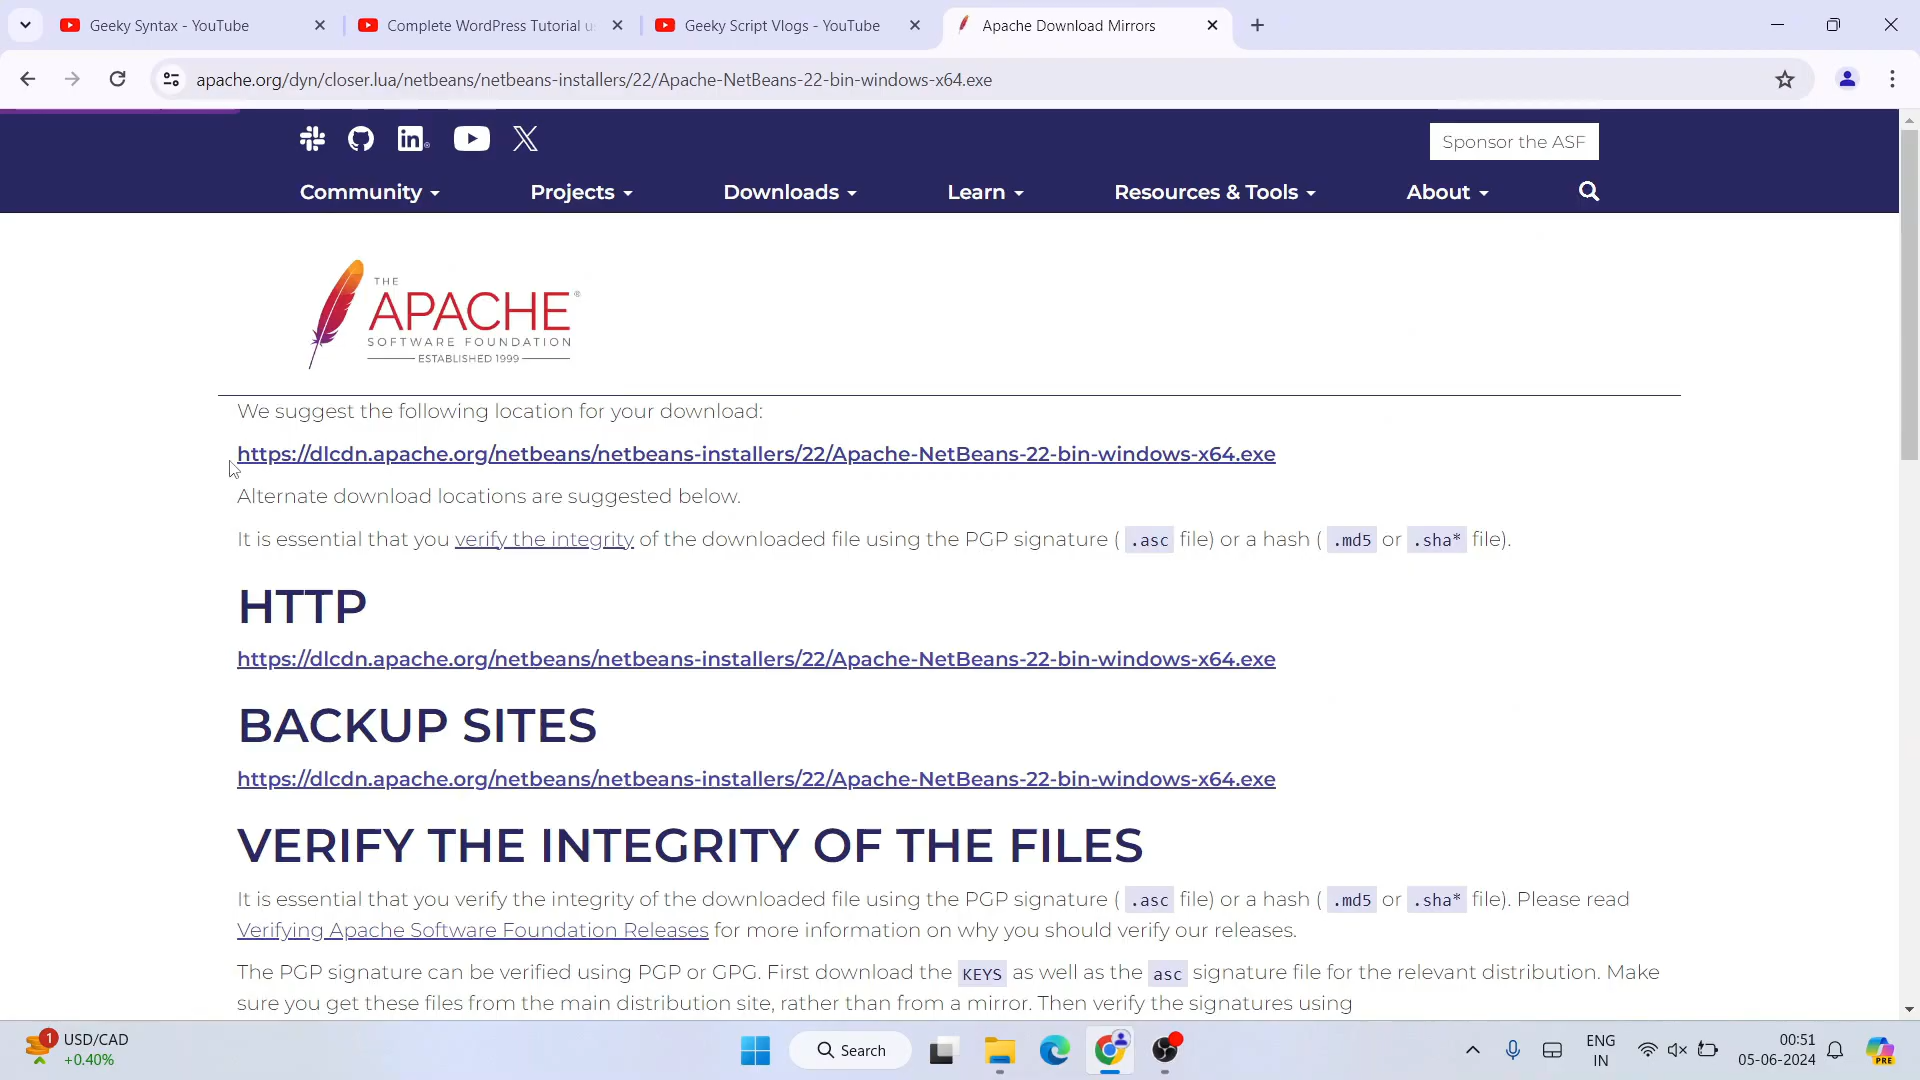 Geeky Syntax - YouTube
Complete WordPress Tutorial u
Geeky Script Vlogs - YouTube
Apache Download Mirrors
apache.org/dyn/closer.lua/netbeans/netbeans-installers/22/Apache-NetBeans-22-bin-windows-x64.exe
Sponsor the ASF
Community
Projects
Downloads
Learn
Resources & Tools
About
THE
APACHE®
SOFTWARE FOUNDATION
ESTABLISHED 1999
We suggest the following location for your download:
https://dlcdn.apache.org/netbeans/netbeans-installers/22/Apache-NetBeans-22-bin-windows-x64.exe
Alternate download locations are suggested below.
It is essential that you verify the integrity of the downloaded file using the PGP signature ( .asc file) or a hash ( .md5 or .sha* file).
HTTP
https://dlcdn.apache.org/netbeans/netbeans-installers/22/Apache-NetBeans-22-bin-windows-x64.exe
BACKUP SITES
https://dlcdn.apache.org/netbeans/netbeans-installers/22/Apache-NetBeans-22-bin-windows-x64.exe
VERIFY THE INTEGRITY OF THE FILES
It is essential that you verify the integrity of the downloaded file using the PGP signature ( .asc file) or a hash ( .md5 or .sha* file). Please read
Verifying Apache Software Foundation Releases for more information on why you should verify our releases.
The PGP signature can be verified using PGP or GPG. First download the KEYS as well as the asc signature file for the relevant distribution. Make
sure you get these files from the main distribution site, rather than from a mirror. Then verify the signatures using
1
USD/CAD
+0.40%
Search
ENG
IN
00:51
05-06-2024
PRE